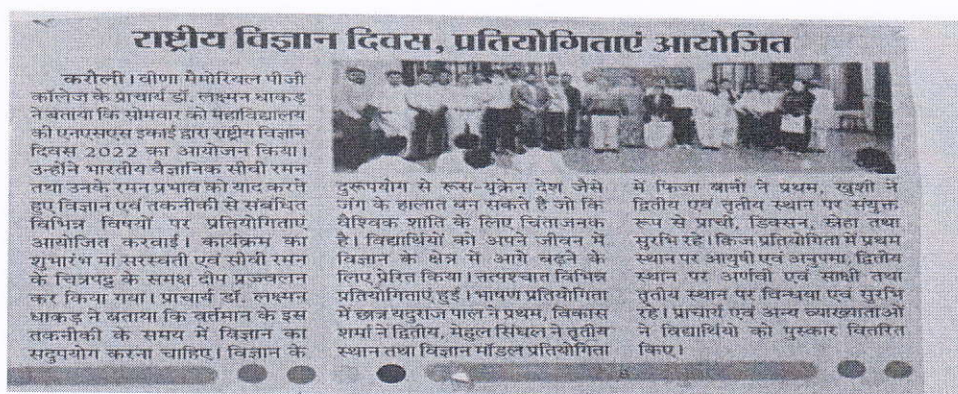 राष्ट्रीय विज्ञान दिवस, प्रतियोगिताएं आयोजित
करौली। वीणा मैमोरियल पीजी
कॉलेज के प्राचार्य डॉ. लक्ष्मन धाकड़
ने बताया कि सोमवार को महाविद्यालय
की एनएसएस इकाई द्वारा राष्ट्रीय विज्ञान
दिवस 2022 का आयोजन किया।
उन्होंने भारतीय वैज्ञानिक सीवी रमन
तथा उनके रमन प्रभाव को याद करते
हुए विज्ञान एवं तकनीकी से संबंधित
विभिन्न विषयों पर प्रतियोगिताएं
आयोजित करवाई। कार्यक्रम का
शुभारंभ मां सरस्वती एवं सीवी रमन
के चित्रपट्ट के समक्ष दीप प्रज्ज्वलन
कर किया गया। प्राचार्य डॉ. लक्ष्मन
धाकड़ ने बताया कि वर्तमान के इस
तकनीकी के समय में विज्ञान का
सदुपयोग करना चाहिए। विज्ञान के
दुरूपयोग से रूस-यूक्रेन देश जैसे
जंग के हालात बन सकते है जो कि
वैश्विक शांति के लिए चिंताजनक
है। विद्यार्थियों को अपने जीवन में
विज्ञान के क्षेत्र में आगे बढ़ने के
लिए प्रेरित किया। तत्पश्चात विभिन्न
प्रतियोगिताएं हुई। भाषण प्रतियोगिता
में छात्र यदुराज पाल ने प्रथम, विकास
शर्मा ने द्वितीय, मेहुल सिंघल ने तृतीय
स्थान तथा विज्ञान मॉडल प्रतियोगिता
में फिजा बानो ने प्रथम, खुशी ने
द्वितीय एवं तृतीय स्थान पर संयुक्त
रूप से प्राची, डिक्सन, स्नेहा तथा
सुरभि रहे। क्विज प्रतियोगिता में प्रथम
स्थान पर आयुषी एवं अनुपमा, द्वितीय
स्थान पर अर्णवी एवं साक्षी तथा
तृतीय स्थान पर विन्धया एवं सुरभि
रहे। प्राचार्य एवं अन्य व्याख्याताओं
ने विद्यार्थियो को पुस्कार वितरित
किए।